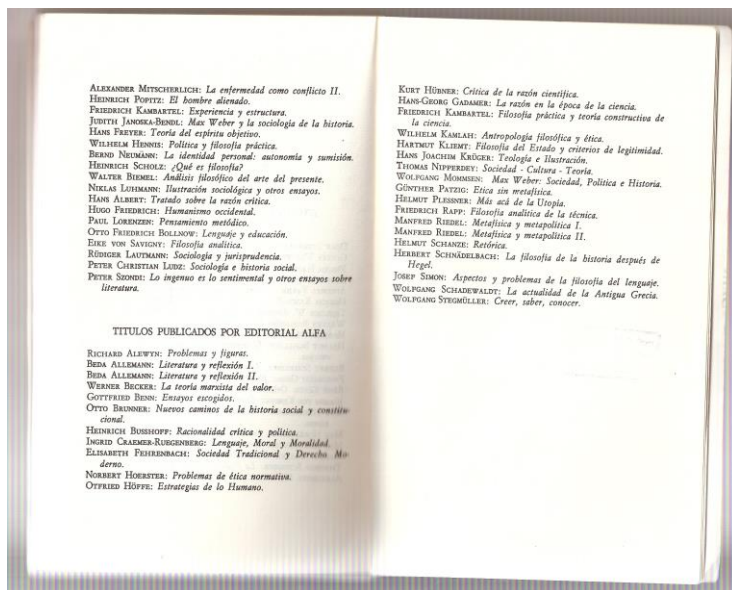 ALEXANDER MITSCHERLICH: La enfermedad como conflicto II.
HEINRICH POPITZ: El hombre alienado.
FRIEDRICH KAMBARTEL: Experiencia y estructura.
JUDITH JANOSKA-BENDL: Max Weber y la sociología de la historia.
HANS FREYER: Teoría del espíritu objetivo.
WILHELM HENNIS: Política y filosofía práctica.
BERND NEUMANN: La identidad personal: autonomía y sumisión.
HEINRICH SCHOLZ: ¿Qué es filosofía?
WALTER BIEMEL: Análisis filosófico del arte del presente.
NIKLAS LUHMANN: Ilustración sociológica y otros ensayos.
HANS ALBERT: Tratado sobre la razón crítica.
HUGO FRIEDRICH: Humanismo occidental.
PAUL LORENZEN: Pensamiento metódico.
OTTO FRIEDRICH BOLLNOW: Lenguaje y educación.
EIKE VON SAVIGNY: Filosofía analítica.
RÜDIGER LAUTMANN: Sociología y jurisprudencia.
PETER CHRISTIAN LUDZ: Sociología e historia social.
PETER SZONDI: Lo ingenuo es lo sentimental y otros ensayos sobre
literatura.
TITULOS PUBLICADOS POR EDITORIAL ALFA
RICHARD ALEWYN: Problemas y figuras.
BEDA ALLEMANN: Literatura y reflexión I.
BEDA ALLEMANN: Literatura y reflexión II.
WERNER BECKER: La teoría marxista del valor.
GOTTFRIED BENN: Ensayos escogidos.
OTTO BRUNNER: Nuevos caminos de la historia social y constitu-
cional.
HEINRICH BUSSHOFF: Racionalidad crítica y política.
INGRID CRAEMER-RUEGENBERG: Lenguaje, Moral y Moralidad.
ELISABETH FEHRENBACH: Sociedad Tradicional y Derecho Mo-
derno.
NORBERT HOERSTER: Problemas de ética normativa.
OTFRIED HÖFFE: Estrategias de lo Humano.
KURT HÜBNER: Crítica de la razón científica.
HANS-GEORG GADAMER: La razón en la época de la ciencia.
FRIEDRICH KAMBARTEL: Filosofía práctica y teoría constructiva de
la ciencia.
WILHELM KAMLAH: Antropología filosófica y ética.
HARTMUT KLIEMT: Filosofía del Estado y criterios de legitimidad.
HANS JOACHIM KRÜGER: Teología e Ilustración.
THOMAS NIPPERDEY: Sociedad - Cultura - Teoría.
WOLFGANG MOMMSEN: Max Weber: Sociedad, Política e Historia.
GÜNTHER PATZIG: Etica sin metafísica.
HELMUT PLESSNER: Más acá de la Utopía.
FRIEDRICH RAPP: Filosofía analítica de la técnica.
MANFRED RIEDEL: Metafísica y metapolítica I.
MANFRED RIEDEL: Metafísica y metapolítica II.
HELMUT SCHANZE: Retórica.
HERBERT SCHNÄDELBACH: La filosofía de la historia después de
Hegel.
JOSEF SIMON: Aspectos y problemas de la filosofía del lenguaje.
WOLFGANG SCHADEWALDT: La actualidad de la Antigua Grecia.
WOLFGANG STEGMÜLLER: Creer, saber, conocer.